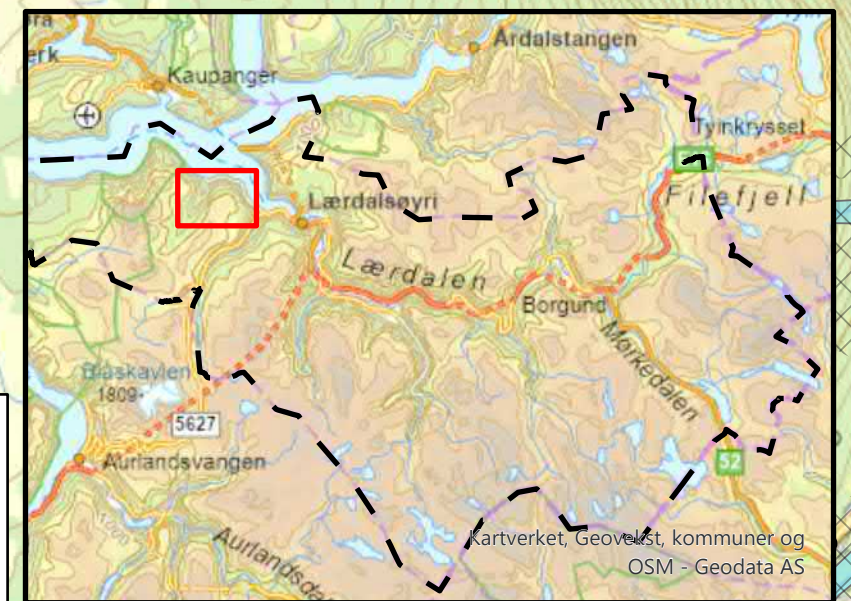 Årdalstangen
Kaupanger
Tyinkrysset
Lærdalsøyri
Filefjell
Lærdalen
Borgund
Mørkedalen
Blåskavlen
1809
5627
Aurlandsvangen
52
Kartverket, Geovekst, kommuner og
OSM - Geodata AS